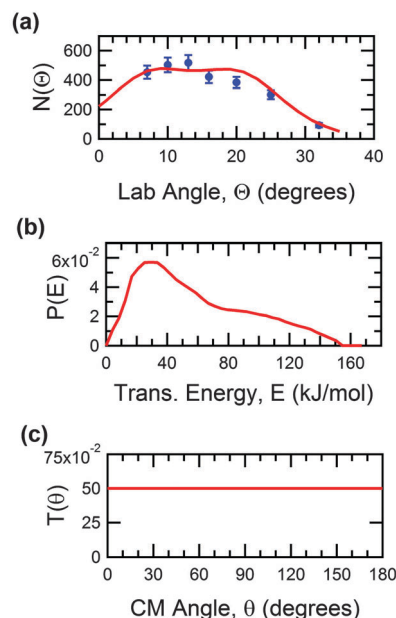 (a)
600
400
200
0
N(Θ)
0 10 20 30 40
Lab Angle, Θ (degrees)
(b)
6x10-2
4
2
0
P(E)
0 40 80 120 160
Trans. Energy, E (kJ/mol)
(c)
75x10-2
50
25
0
T(θ)
0 30 60 90 120 150 180
CM Angle, θ (degrees)